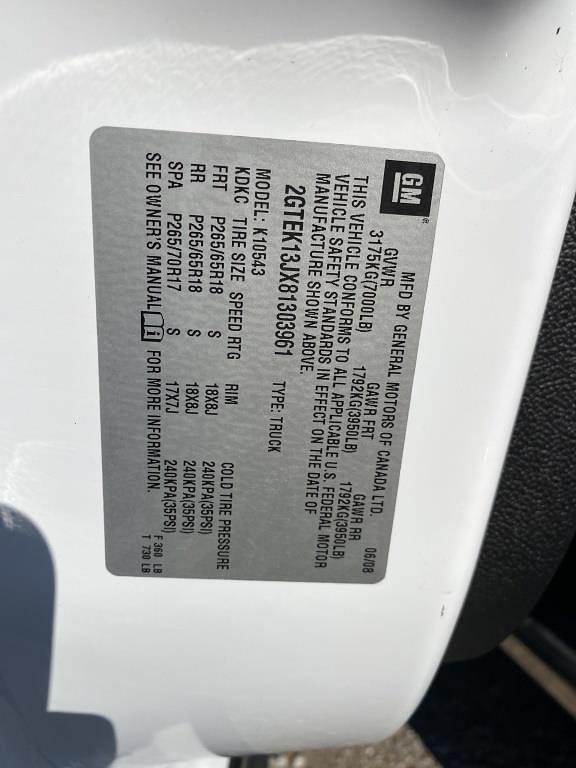 GM®
MFD BY GENERAL MOTORS OF CANADA LTD.
06/08
GVWR GAWR FRT GAWR RR
3175KG(7000LB) 1792KG(3950LB) 1792KG(3950LB)
THIS VEHICLE CONFORMS TO ALL APPLICABLE U.S. FEDERAL MOTOR
VEHICLE SAFETY STANDARDS IN EFFECT ON THE DATE OF
MANUFACTURE SHOWN ABOVE.
2GTEK13JX81303961 TYPE: TRUCK
MODEL: K10543
KDKC TIRE SIZE SPEED RTG RIM COLD TIRE PRESSURE
FRT P265/65R18 S 18X8J 240KPA(35PSI)
RR P265/65R18 S 18X8J 240KPA(35PSI)
SPA P265/70R17 S 17X7J 240KPA(35PSI)
SEE OWNER'S MANUAL i FOR MORE INFORMATION.
F 360 LB
T 730 LB